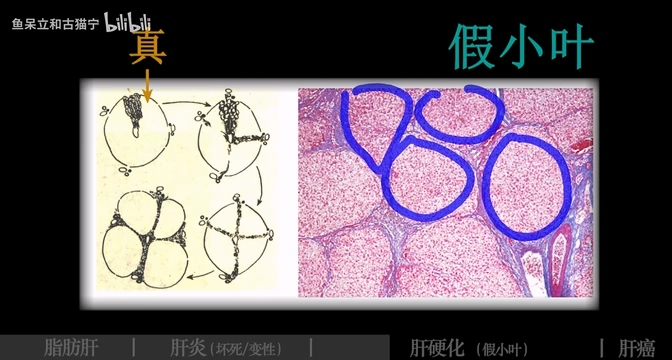 鱼呆立和古猫宁 bilibili
真
假小叶
脂肪肝 | 肝炎(坏死/变性) | 肝硬化 (假小叶) | 肝癌